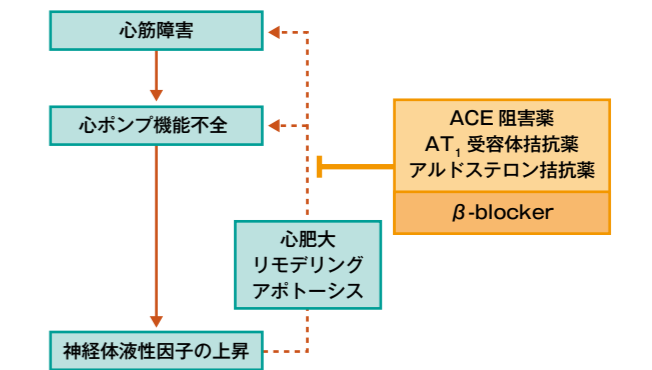 心筋障害
心ポンプ機能不全
ACE 阻害薬
AT₁ 受容体拮抗薬
アルドステロン拮抗薬
β-blocker
心肥大
リモデリング
アポトーシス
神経体液性因子の上昇